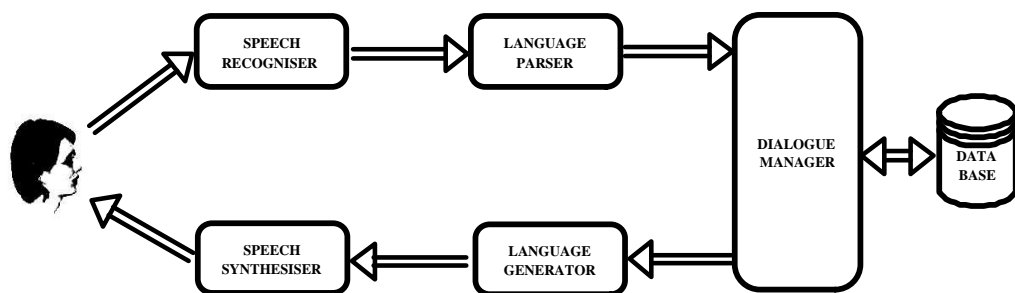 SPEECH
RECOGNISER
LANGUAGE
PARSER
DIALOGUE
MANAGER
DATA
BASE
SPEECH
SYNTHESISER
LANGUAGE
GENERATOR